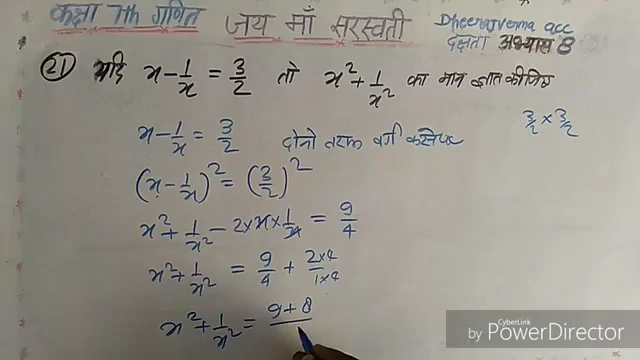 कक्षा 7th गणित जय माँ सरस्वती Dheeraj verma acc
दक्षता अभ्यास 8
(21) यदि x - 1/x = 3/2 तो x² + 1/x² का मान ज्ञात कीजिए
x - 1/x = 3/2 दोनो तरफ वर्ग करनेपर 3/2 × 3/2
(x - 1/x)² = (3/2)²
x² + 1/x² - 2×x×1/x = 9/4
x² + 1/x² = 9/4 + 2×4/1×4
x² + 1/x² = 9+8
CyberLink
by PowerDirector